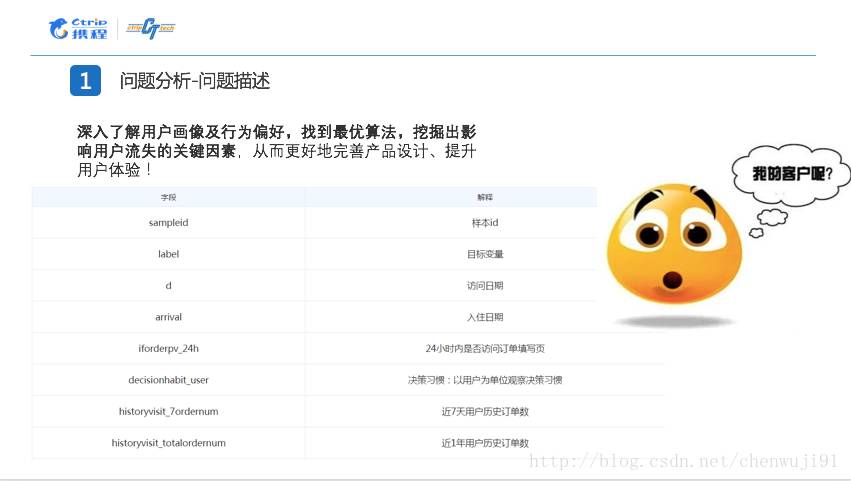 Ctrip
携程
ctrip CT tech
1 问题分析-问题描述
深入了解用户画像及行为偏好，找到最优算法，挖掘出影
响用户流失的关键因素，从而更好地完善产品设计、提升
用户体验！
我的客户呢?
字段 解释
sampleid 样本id
label 目标变量
d 访问日期
arrival 入住日期
iforderpv_24h 24小时内是否访问订单填写页
decisionhabit_user 决策习惯：以用户为单位观察决策习惯
historyvisit_7ordernum 近7天用户历史订单数
historyvisit_totalordernum 近1年用户历史订单数
http://blog.csdn.net/chenwuji91